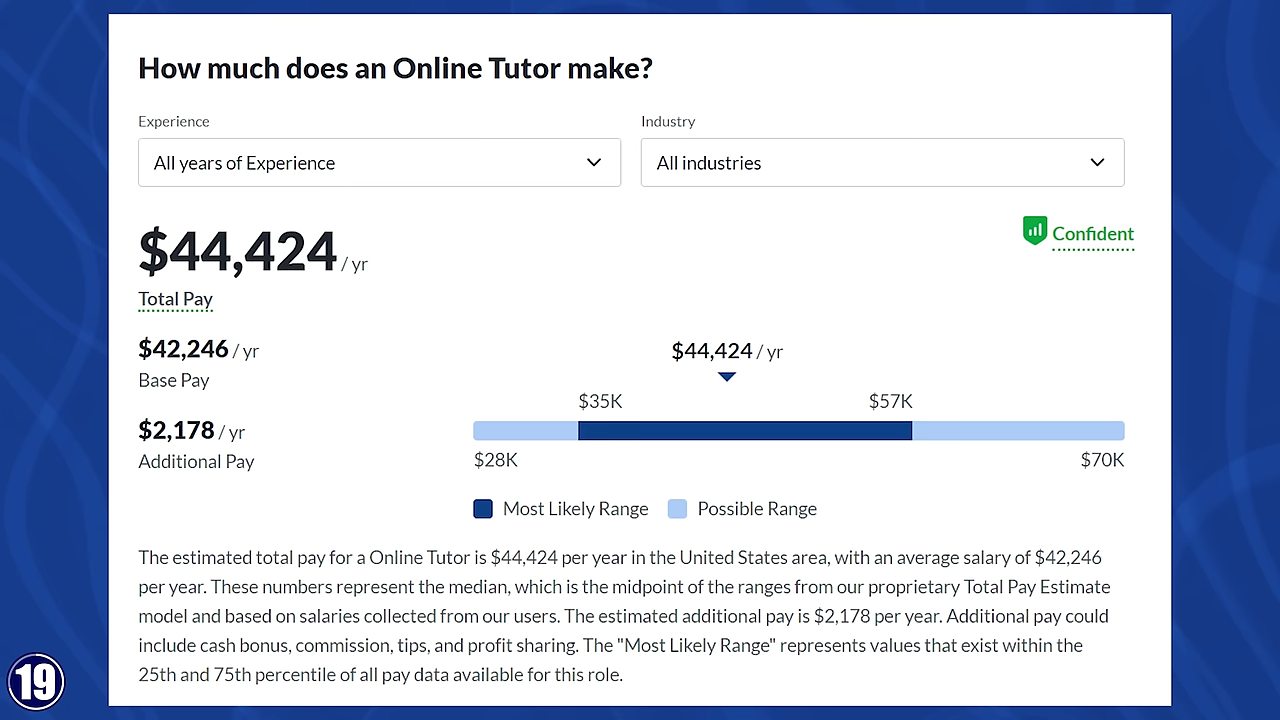 How much does an Online Tutor make?
Experience
Industry
All years of Experience
All industries
$44,424 / yr
Confident
Total Pay
$42,246 / yr
Base Pay
$2,178 / yr
Additional Pay
$44,424 / yr
$35K
$57K
$28K
$70K
Most Likely Range
Possible Range
The estimated total pay for a Online Tutor is $44,424 per year in the United States area, with an average salary of $42,246
per year. These numbers represent the median, which is the midpoint of the ranges from our proprietary Total Pay Estimate
model and based on salaries collected from our users. The estimated additional pay is $2,178 per year. Additional pay could
include cash bonus, commission, tips, and profit sharing. The "Most Likely Range" represents values that exist within the
25th and 75th percentile of all pay data available for this role.
19